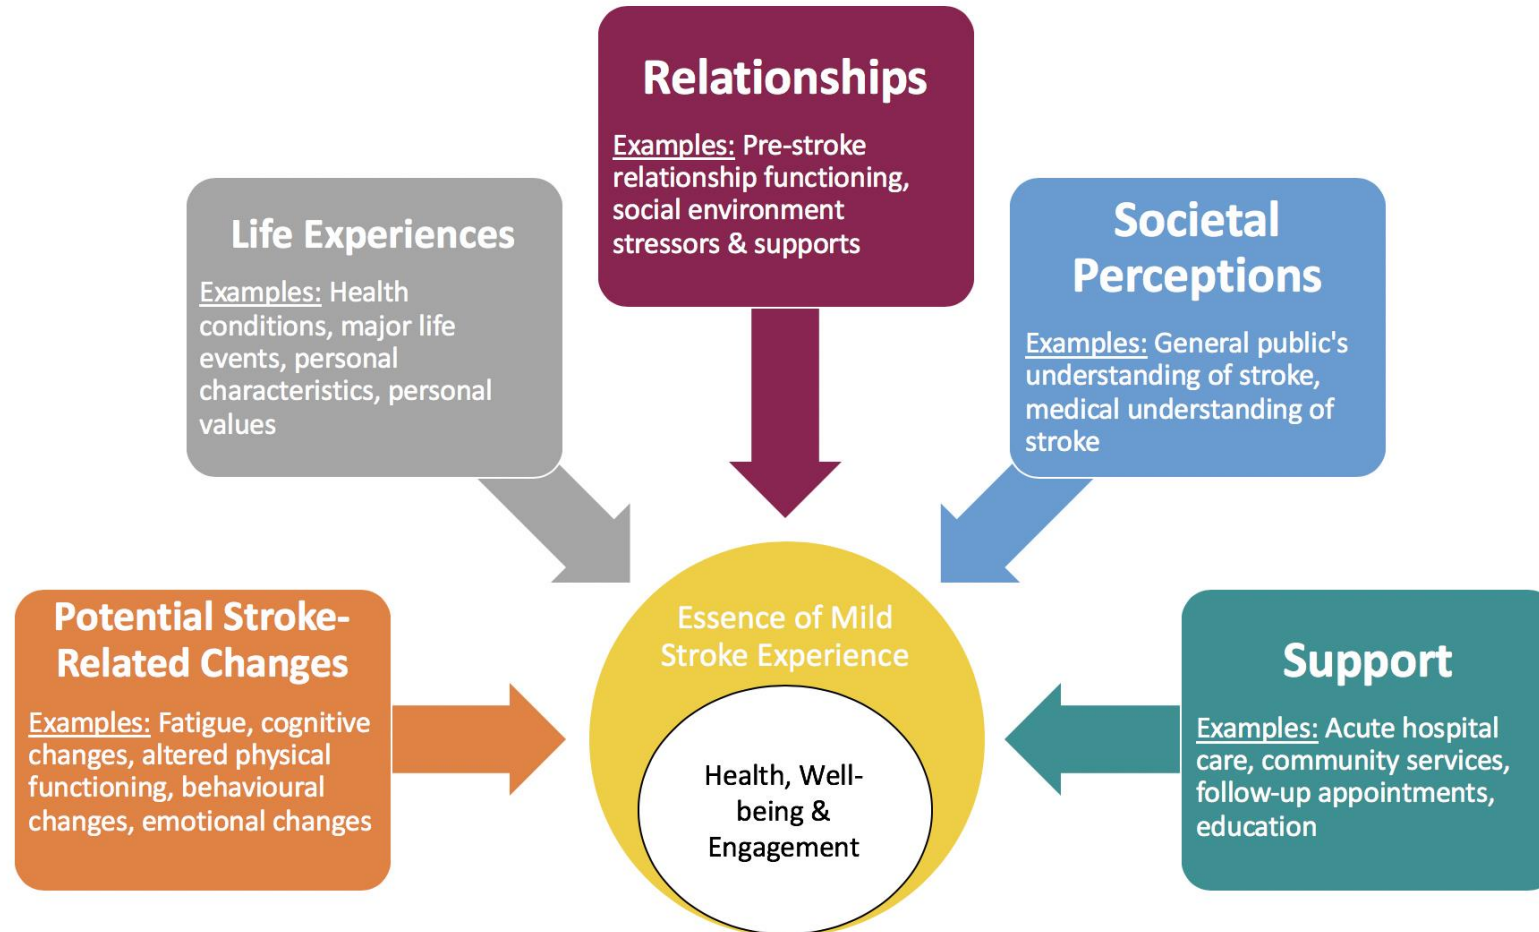 Relationships
Examples: Pre-stroke
relationship functioning,
social environment
stressors & supports
Life Experiences
Examples: Health
conditions, major life
events, personal
characteristics, personal
values
Societal
Perceptions
Examples: General public's
understanding of stroke,
medical understanding of
stroke
Potential Stroke-
Related Changes
Examples: Fatigue, cognitive
changes, altered physical
functioning, behavioural
changes, emotional changes
Essence of Mild
Stroke Experience
Health, Well-
being &
Engagement
Support
Examples: Acute hospital
care, community services,
follow-up appointments,
education